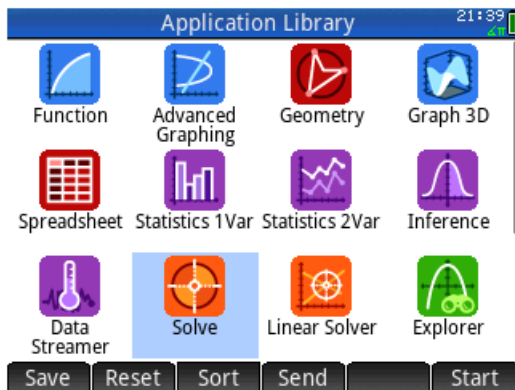 Application Library
21:39
∡π
Function
Advanced
Graphing
Geometry
Graph 3D
Spreadsheet
Statistics 1Var
Statistics 2Var
Inference
Data
Streamer
Solve
Linear Solver
Explorer
Save
Reset
Sort
Send
Start